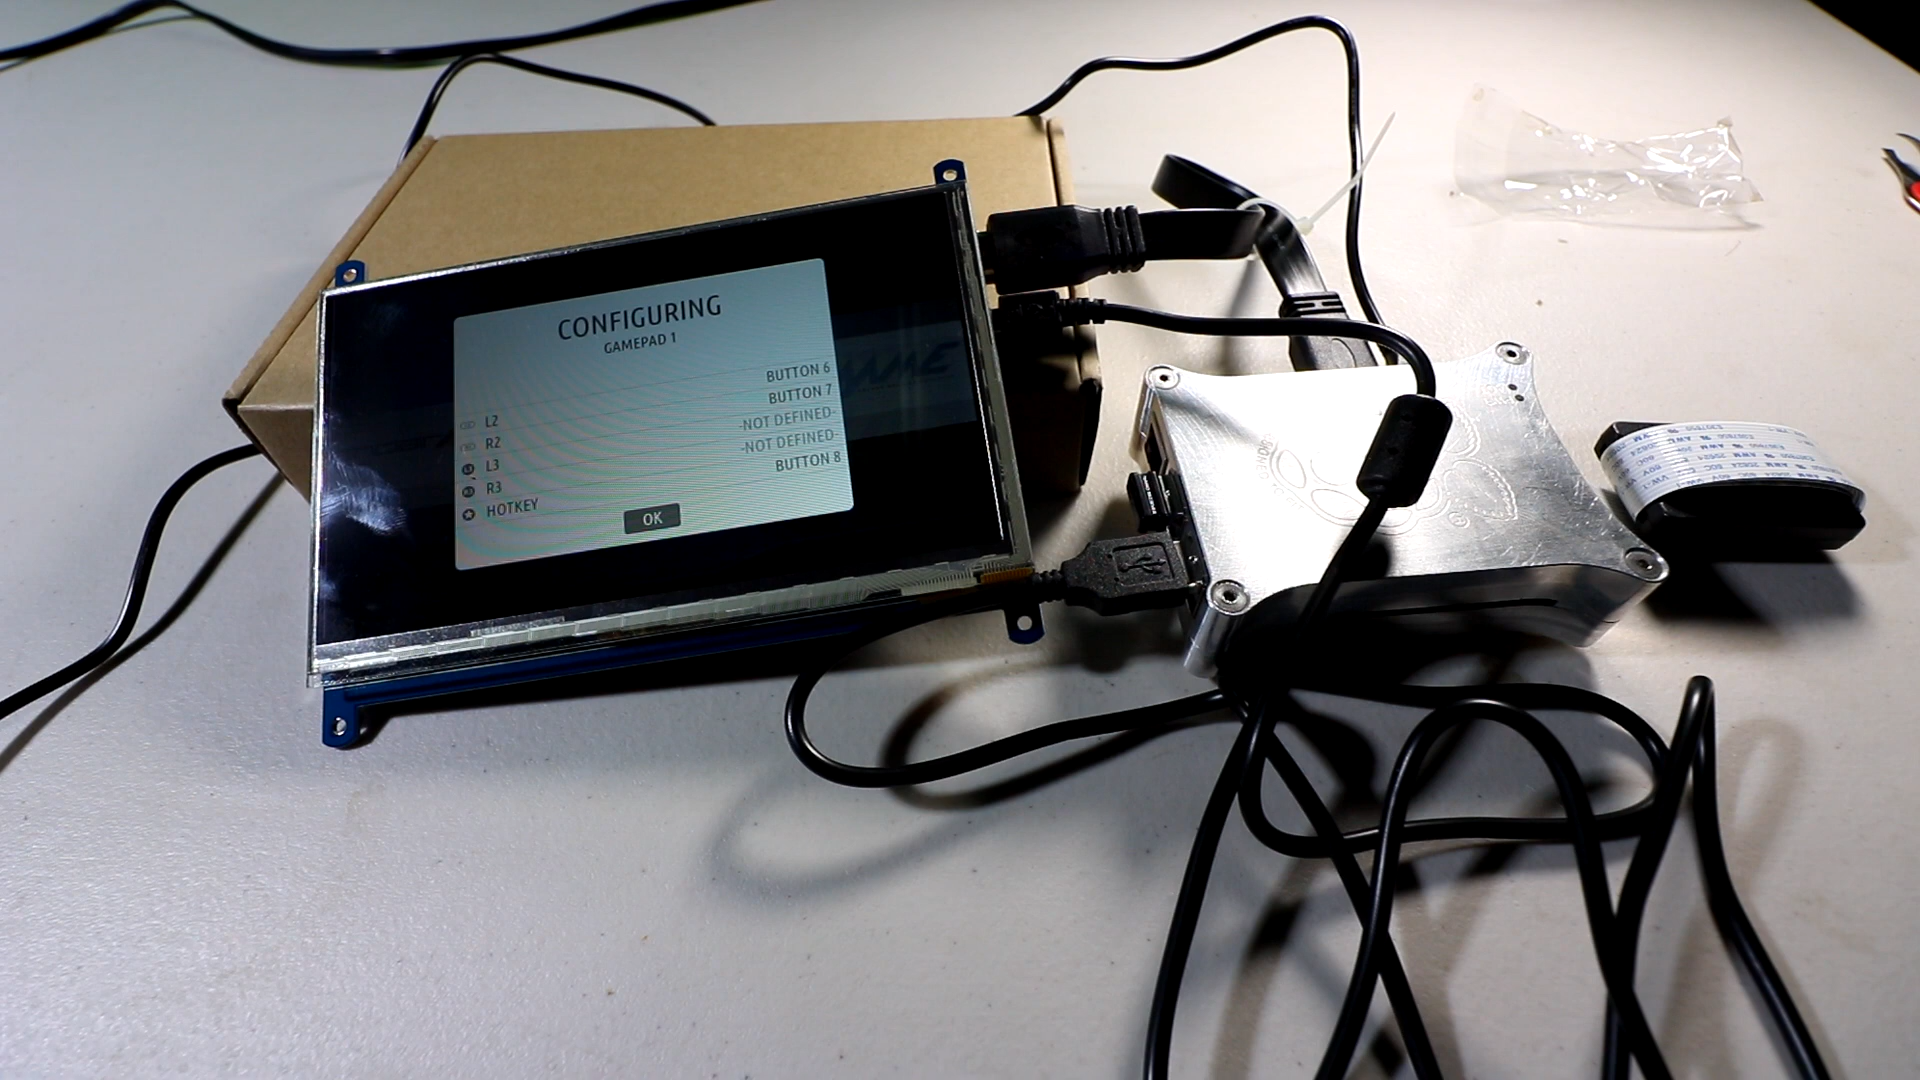 CONFIGURING
GAMEPAD 1
L2 BUTTON 6
R2 BUTTON 7
L3 -NOT DEFINED-
R3 -NOT DEFINED-
HOTKEY BUTTON 8
OK